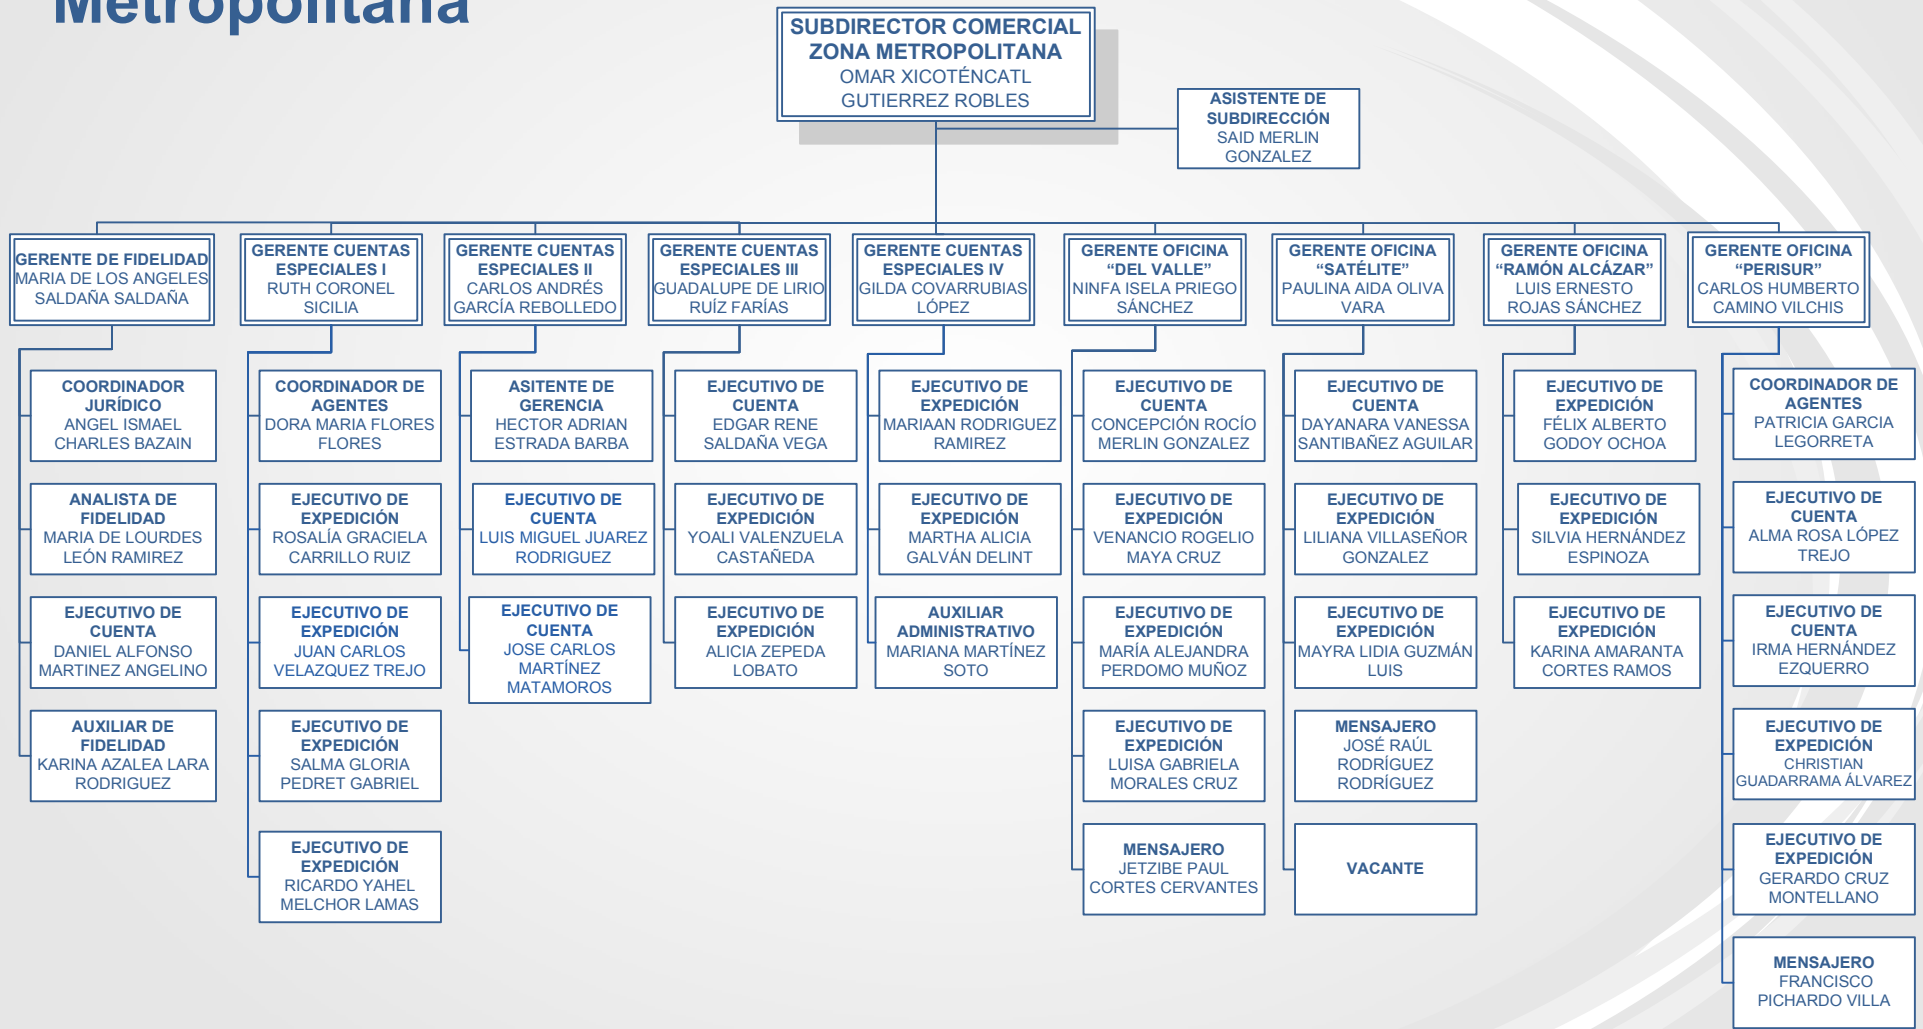 Metropolitana
SUBDIRECTOR COMERCIAL
ZONA METROPOLITANA
OMAR XICOTÉNCATL
GUTIERREZ ROBLES
ASISTENTE DE
SUBDIRECCIÓN
SAID MERLIN
GONZALEZ
GERENTE DE FIDELIDAD
MARIA DE LOS ANGELES
SALDAÑA SALDAÑA
COORDINADOR
JURÍDICO
ANGEL ISMAEL
CHARLES BAZAIN
ANALISTA DE
FIDELIDAD
MARIA DE LOURDES
LEÓN RAMIREZ
EJECUTIVO DE
CUENTA
DANIEL ALFONSO
MARTINEZ ANGELINO
AUXILIAR DE
FIDELIDAD
KARINA AZALEA LARA
RODRIGUEZ
GERENTE CUENTAS
ESPECIALES I
RUTH CORONEL
SICILIA
COORDINADOR DE
AGENTES
DORA MARIA FLORES
FLORES
EJECUTIVO DE
EXPEDICIÓN
ROSALÍA GRACIELA
CARRILLO RUIZ
EJECUTIVO DE
EXPEDICIÓN
JUAN CARLOS
VELAZQUEZ TREJO
EJECUTIVO DE
EXPEDICIÓN
SALMA GLORIA
PEDRET GABRIEL
EJECUTIVO DE
EXPEDICIÓN
RICARDO YAHEL
MELCHOR LAMAS
GERENTE CUENTAS
ESPECIALES II
CARLOS ANDRÉS
GARCÍA REBOLLEDO
ASITENTE DE
GERENCIA
HECTOR ADRIAN
ESTRADA BARBA
EJECUTIVO DE
CUENTA
LUIS MIGUEL JUAREZ
RODRIGUEZ
EJECUTIVO DE
CUENTA
JOSE CARLOS
MARTÍNEZ
MATAMOROS
GERENTE CUENTAS
ESPECIALES III
GUADALUPE DE LIRIO
RUÍZ FARÍAS
EJECUTIVO DE
CUENTA
EDGAR RENE
SALDAÑA VEGA
EJECUTIVO DE
EXPEDICIÓN
YOALI VALENZUELA
CASTAÑEDA
EJECUTIVO DE
EXPEDICIÓN
ALICIA ZEPEDA
LOBATO
GERENTE CUENTAS
ESPECIALES IV
GILDA COVARRUBIAS
LÓPEZ
EJECUTIVO DE
EXPEDICIÓN
MARIAAN RODRIGUEZ
RAMIREZ
EJECUTIVO DE
EXPEDICIÓN
MARTHA ALICIA
GALVÁN DELINT
AUXILIAR
ADMINISTRATIVO
MARIANA MARTÍNEZ
SOTO
GERENTE OFICINA
“DEL VALLE”
NINFA ISELA PRIEGO
SÁNCHEZ
EJECUTIVO DE
CUENTA
CONCEPCIÓN ROCÍO
MERLIN GONZALEZ
EJECUTIVO DE
EXPEDICIÓN
VENANCIO ROGELIO
MAYA CRUZ
EJECUTIVO DE
EXPEDICIÓN
MARÍA ALEJANDRA
PERDOMO MUÑOZ
EJECUTIVO DE
EXPEDICIÓN
LUISA GABRIELA
MORALES CRUZ
MENSAJERO
JETZIBE PAUL
CORTES CERVANTES
GERENTE OFICINA
“SATÉLITE”
PAULINA AIDA OLIVA
VARA
EJECUTIVO DE
CUENTA
DAYANARA VANESSA
SANTIBAÑEZ AGUILAR
EJECUTIVO DE
EXPEDICIÓN
LILIANA VILLASEÑOR
GONZALEZ
EJECUTIVO DE
EXPEDICIÓN
MAYRA LIDIA GUZMÁN
LUIS
MENSAJERO
JOSÉ RAÚL
RODRÍGUEZ
RODRÍGUEZ
VACANTE
GERENTE OFICINA
“RAMÓN ALCÁZAR”
LUIS ERNESTO
ROJAS SÁNCHEZ
EJECUTIVO DE
EXPEDICIÓN
FÉLIX ALBERTO
GODOY OCHOA
EJECUTIVO DE
EXPEDICIÓN
SILVIA HERNÁNDEZ
ESPINOZA
EJECUTIVO DE
EXPEDICIÓN
KARINA AMARANTA
CORTES RAMOS
GERENTE OFICINA
“PERISUR”
CARLOS HUMBERTO
CAMINO VILCHIS
COORDINADOR DE
AGENTES
PATRICIA GARCIA
LEGORRETA
EJECUTIVO DE
CUENTA
ALMA ROSA LÓPEZ
TREJO
EJECUTIVO DE
CUENTA
IRMA HERNÁNDEZ
EZQUERRO
EJECUTIVO DE
EXPEDICIÓN
CHRISTIAN
GUADARRAMA ÁLVAREZ
EJECUTIVO DE
EXPEDICIÓN
GERARDO CRUZ
MONTELLANO
MENSAJERO
FRANCISCO
PICHARDO VILLA